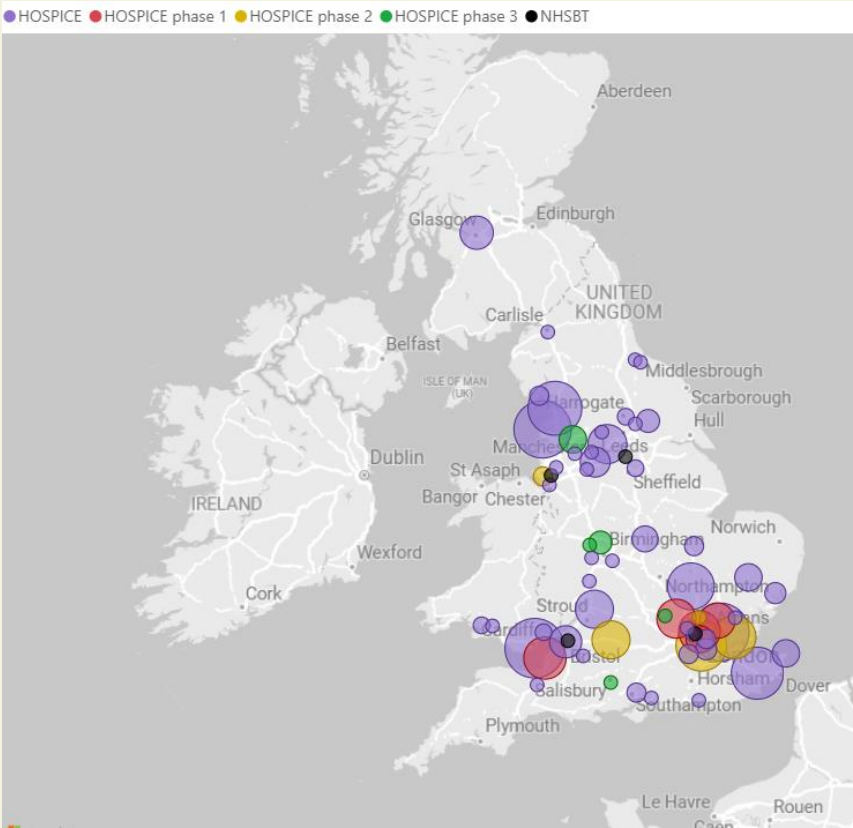 HOSPICE HOSPICE phase 1 HOSPICE phase 2 HOSPICE phase 3 NHSBT
Aberdeen
Glasgow
Edinburgh
UNITED
KINGDOM
Carlisle
Belfast
ISLE OF MAN
(UK)
Middlesbrough
Scarborough
Harrogate
Hull
Leeds
Dublin
St Asaph
Sheffield
Bangor
Chester
IRELAND
Norwich
Birmingham
Wexford
Northampton
Cork
Stroud
Horsham
Dover
Salisbury
Southampton
Plymouth
Le Havre
Rouen